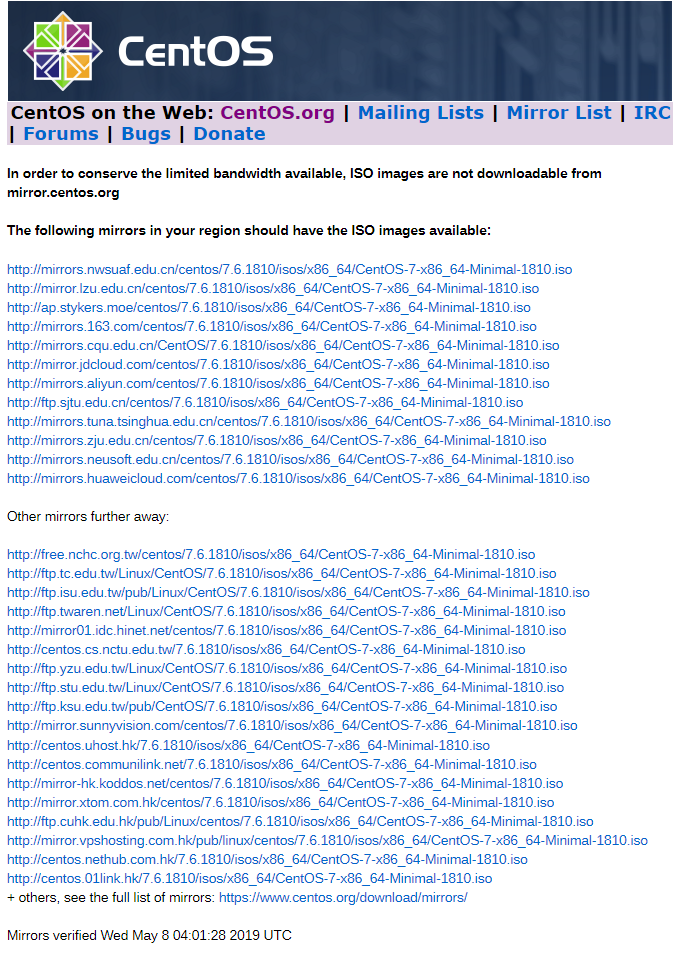 CentOS
CentOS on the Web: CentOS.org | Mailing Lists | Mirror List | IRC
| Forums | Bugs | Donate
In order to conserve the limited bandwidth available, ISO images are not downloadable from
mirror.centos.org
The following mirrors in your region should have the ISO images available:
http://mirrors.nwsuaf.edu.cn/centos/7.6.1810/isos/x86_64/CentOS-7-x86_64-Minimal-1810.iso
http://mirror.lzu.edu.cn/centos/7.6.1810/isos/x86_64/CentOS-7-x86_64-Minimal-1810.iso
http://ap.stykers.moe/centos/7.6.1810/isos/x86_64/CentOS-7-x86_64-Minimal-1810.iso
http://mirrors.163.com/centos/7.6.1810/isos/x86_64/CentOS-7-x86_64-Minimal-1810.iso
http://mirrors.cqu.edu.cn/CentOS/7.6.1810/isos/x86_64/CentOS-7-x86_64-Minimal-1810.iso
http://mirror.jdcloud.com/centos/7.6.1810/isos/x86_64/CentOS-7-x86_64-Minimal-1810.iso
http://mirrors.aliyun.com/centos/7.6.1810/isos/x86_64/CentOS-7-x86_64-Minimal-1810.iso
http://ftp.sjtu.edu.cn/centos/7.6.1810/isos/x86_64/CentOS-7-x86_64-Minimal-1810.iso
http://mirrors.tuna.tsinghua.edu.cn/centos/7.6.1810/isos/x86_64/CentOS-7-x86_64-Minimal-1810.iso
http://mirrors.zju.edu.cn/centos/7.6.1810/isos/x86_64/CentOS-7-x86_64-Minimal-1810.iso
http://mirrors.neusoft.edu.cn/centos/7.6.1810/isos/x86_64/CentOS-7-x86_64-Minimal-1810.iso
http://mirrors.huaweicloud.com/centos/7.6.1810/isos/x86_64/CentOS-7-x86_64-Minimal-1810.iso
Other mirrors further away:
http://free.nchc.org.tw/centos/7.6.1810/isos/x86_64/CentOS-7-x86_64-Minimal-1810.iso
http://ftp.tc.edu.tw/Linux/CentOS/7.6.1810/isos/x86_64/CentOS-7-x86_64-Minimal-1810.iso
http://ftp.isu.edu.tw/pub/Linux/CentOS/7.6.1810/isos/x86_64/CentOS-7-x86_64-Minimal-1810.iso
http://ftp.twaren.net/Linux/CentOS/7.6.1810/isos/x86_64/CentOS-7-x86_64-Minimal-1810.iso
http://mirror01.idc.hinet.net/centos/7.6.1810/isos/x86_64/CentOS-7-x86_64-Minimal-1810.iso
http://centos.cs.nctu.edu.tw/7.6.1810/isos/x86_64/CentOS-7-x86_64-Minimal-1810.iso
http://ftp.yzu.edu.tw/Linux/CentOS/7.6.1810/isos/x86_64/CentOS-7-x86_64-Minimal-1810.iso
http://ftp.stu.edu.tw/Linux/CentOS/7.6.1810/isos/x86_64/CentOS-7-x86_64-Minimal-1810.iso
http://ftp.ksu.edu.tw/pub/CentOS/7.6.1810/isos/x86_64/CentOS-7-x86_64-Minimal-1810.iso
http://mirror.sunnyvision.com/centos/7.6.1810/isos/x86_64/CentOS-7-x86_64-Minimal-1810.iso
http://centos.uhost.hk/7.6.1810/isos/x86_64/CentOS-7-x86_64-Minimal-1810.iso
http://centos.communilink.net/7.6.1810/isos/x86_64/CentOS-7-x86_64-Minimal-1810.iso
http://mirror-hk.koddos.net/centos/7.6.1810/isos/x86_64/CentOS-7-x86_64-Minimal-1810.iso
http://mirror.xtom.com.hk/centos/7.6.1810/isos/x86_64/CentOS-7-x86_64-Minimal-1810.iso
http://ftp.cuhk.edu.hk/pub/Linux/centos/7.6.1810/isos/x86_64/CentOS-7-x86_64-Minimal-1810.iso
http://mirror.vpshosting.com.hk/pub/linux/centos/7.6.1810/isos/x86_64/CentOS-7-x86_64-Minimal-1810.iso
http://centos.nethub.com.hk/7.6.1810/isos/x86_64/CentOS-7-x86_64-Minimal-1810.iso
http://centos.01link.hk/7.6.1810/isos/x86_64/CentOS-7-x86_64-Minimal-1810.iso
+ others, see the full list of mirrors: https://www.centos.org/download/mirrors/
Mirrors verified Wed May 8 04:01:28 2019 UTC